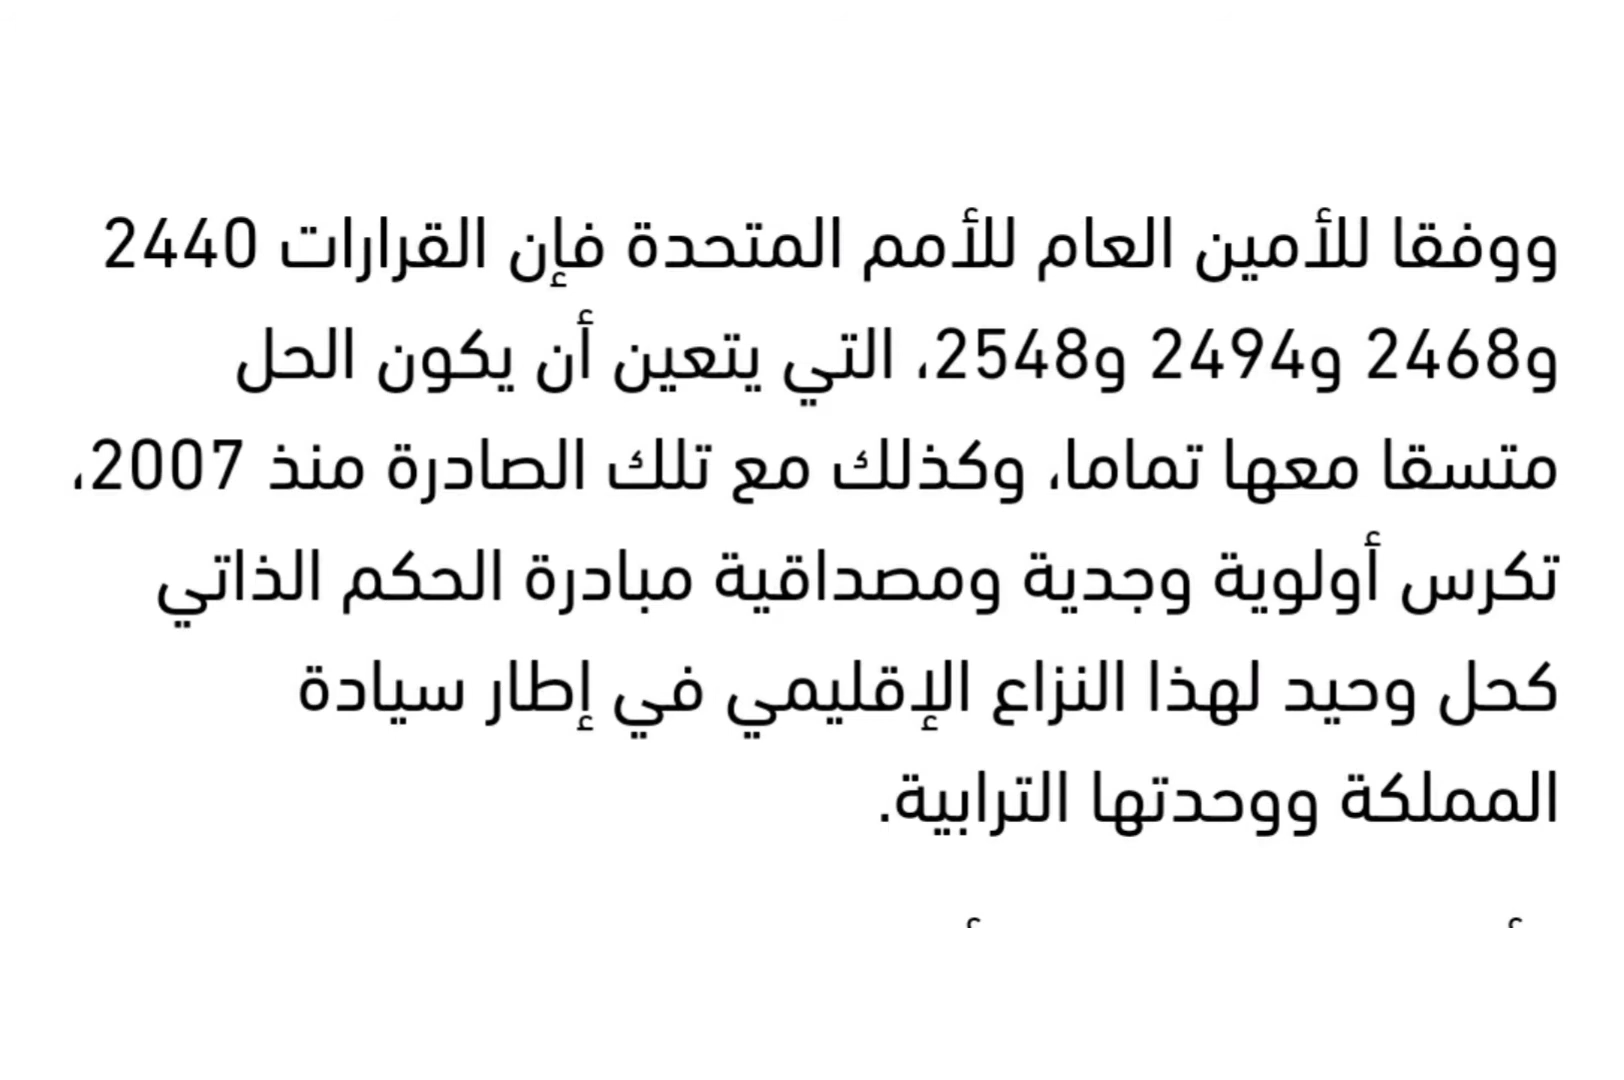 ووفقا للأمين العام للأمم المتحدة فإن القرارات 2440
و2468 و2494 و2548، التي يتعين أن يكون الحل
متسقا معها تماما، وكذلك مع تلك الصادرة منذ 2007،
تكرس أولوية وجدية ومصداقية مبادرة الحكم الذاتي
كحل وحيد لهذا النزاع الإقليمي في إطار سيادة
المملكة ووحدتها الترابية.